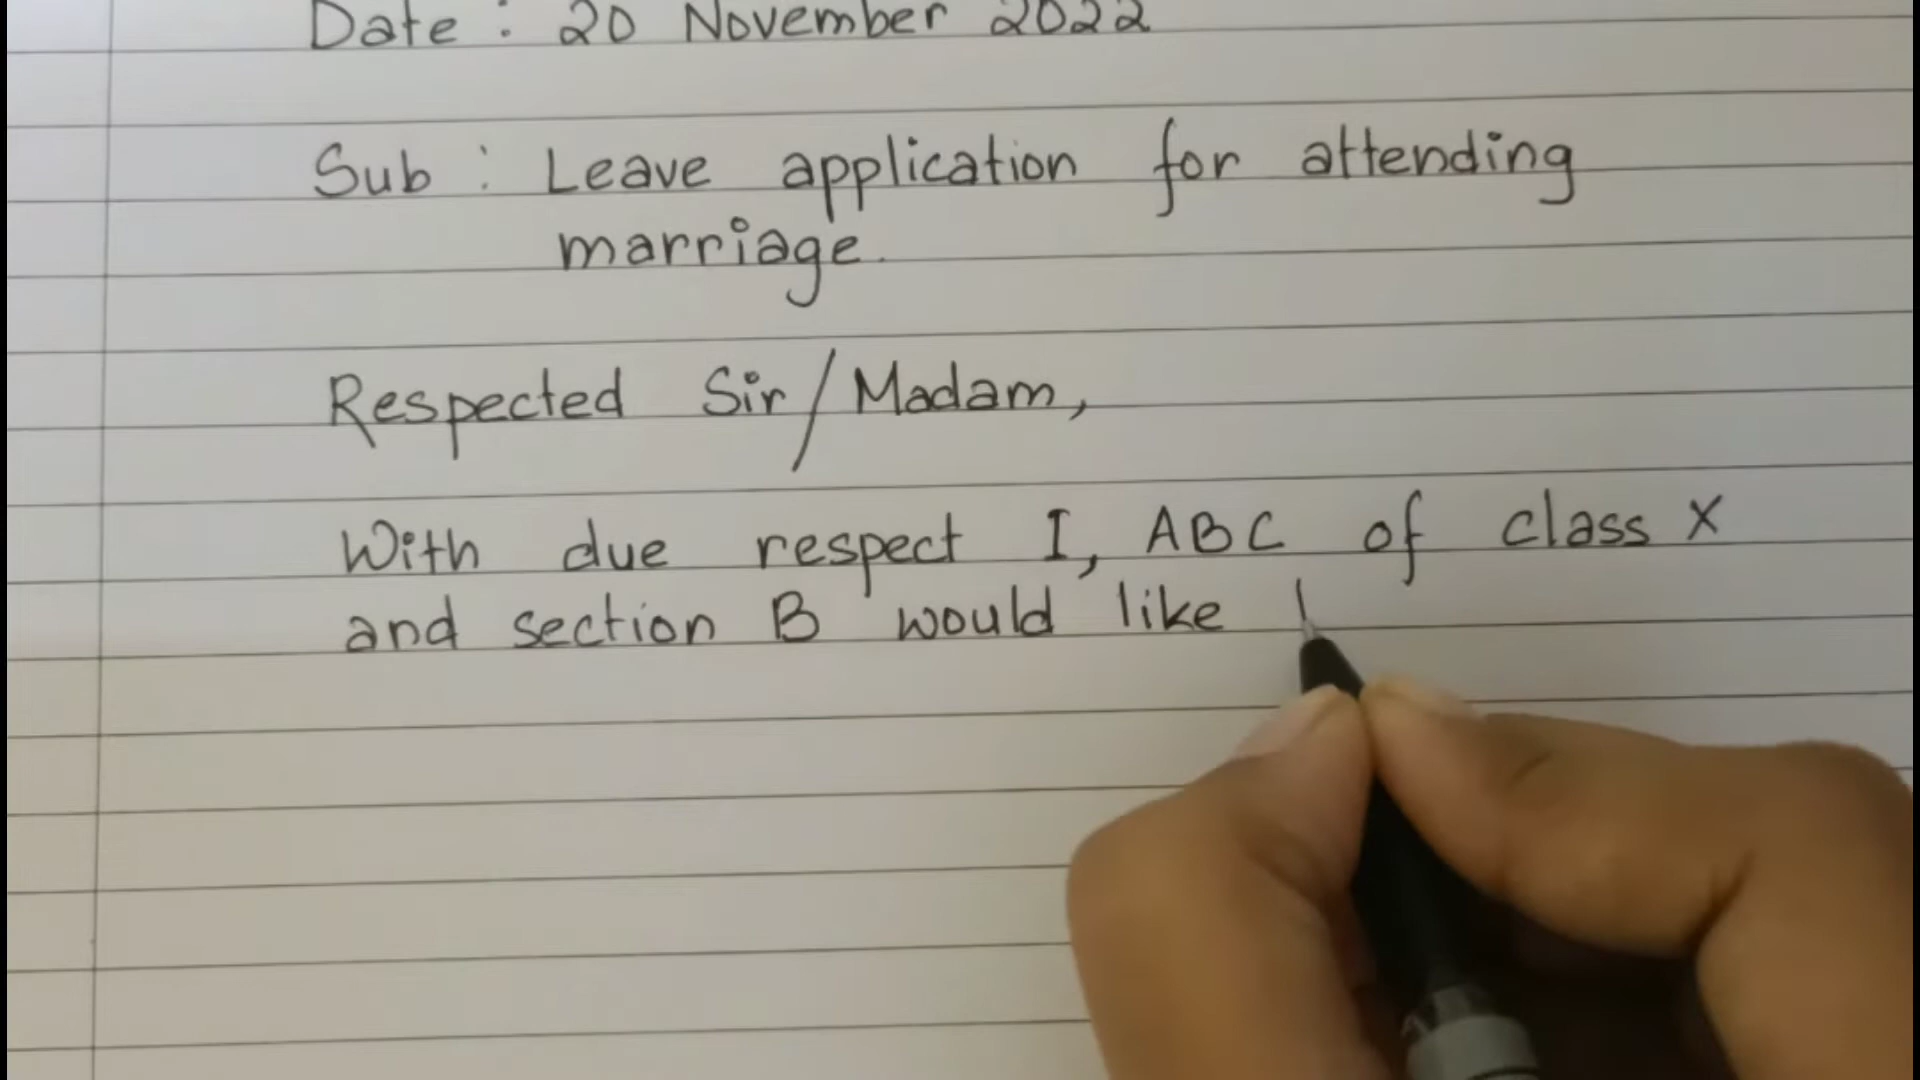 Date : 20 November 2022
Sub : Leave application for attending
marriage.
Respected Sir/Madam,
With due respect I, ABC of class X
and section B would like